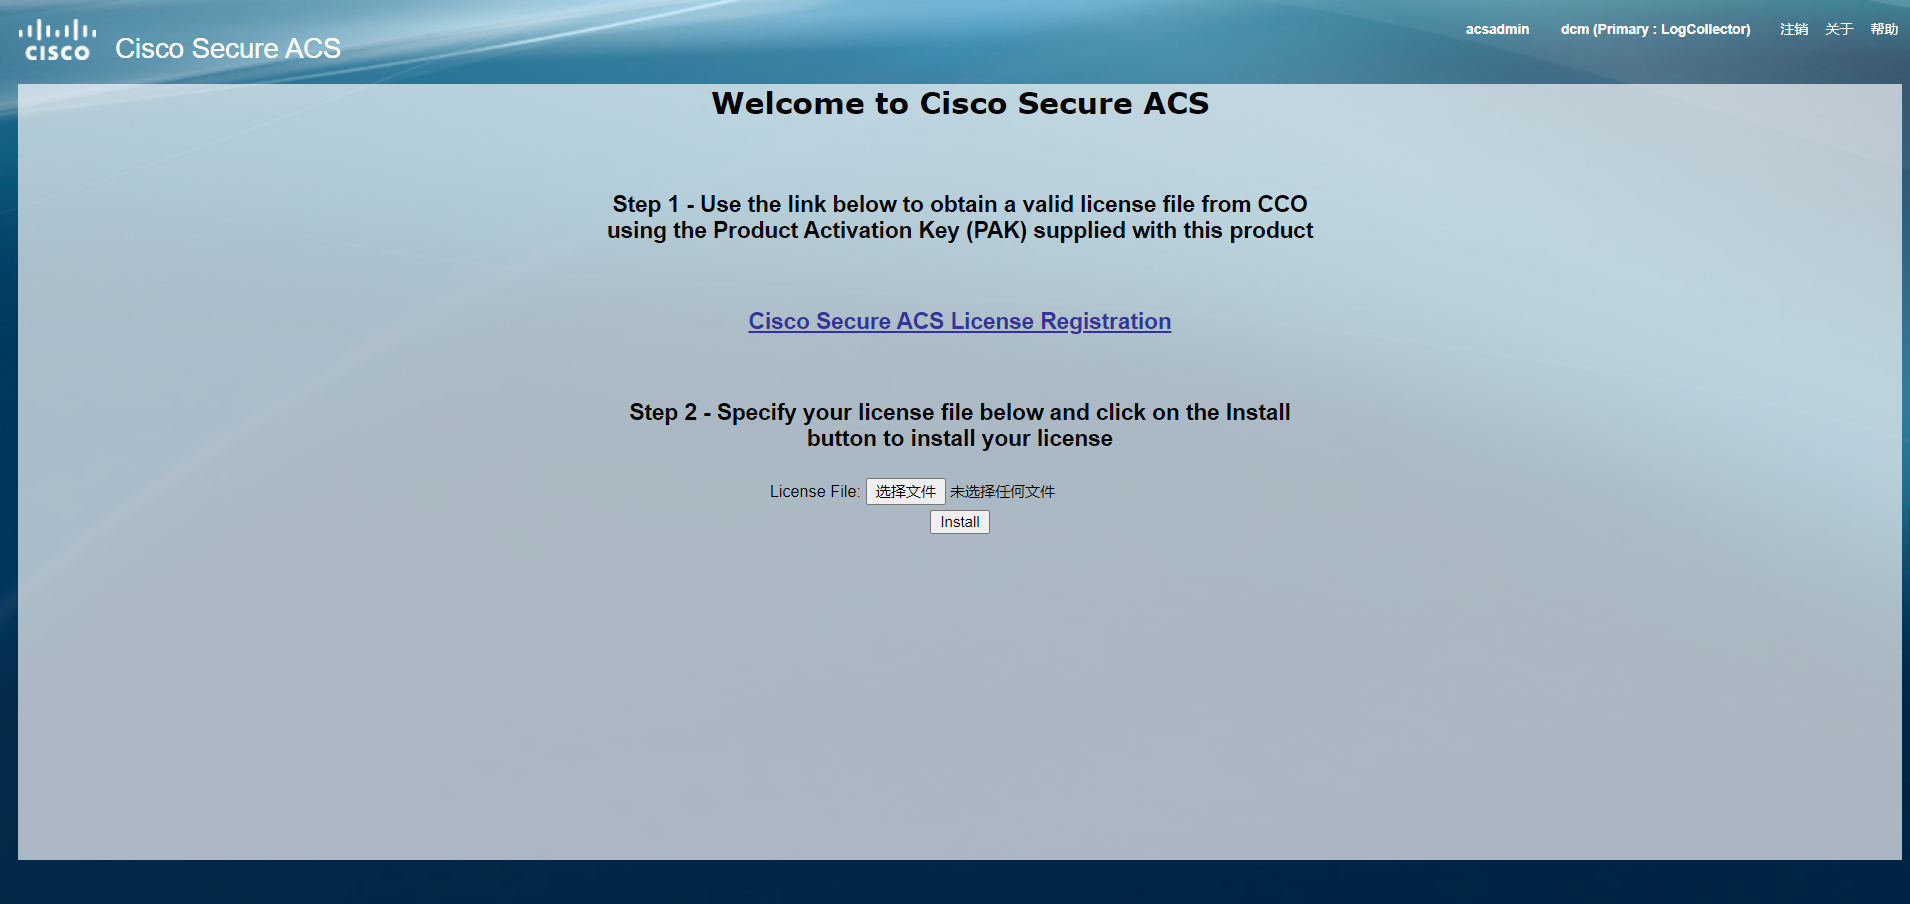 CISCO
Cisco Secure ACS
acsadmin dcm (Primary : LogCollector) 注销 关于 帮助
Welcome to Cisco Secure ACS
Step 1 - Use the link below to obtain a valid license file from CCO
using the Product Activation Key (PAK) supplied with this product
Cisco Secure ACS License Registration
Step 2 - Specify your license file below and click on the Install
button to install your license
License File: 选择文件 未选择任何文件
Install